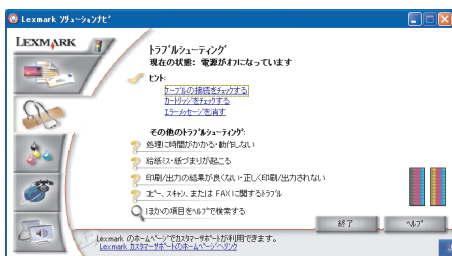 Lexmark ソリューションナビ
LEXMARK
トラブルシューティング
現在の状態: 電源がオフになっています
ヒント:
ケーブルの接続をチェックする
カートリッジをチェックする
エラーメッセージを消す
その他のトラブルシューティング:
処理に時間がかかる・動作しない
給紙ミス・紙づまりが起こる
印刷/出力の結果が良くない・正しく印刷/出力されない
コピー、スキャン、または FAX に関するトラブル
ほかの項目をヘルプで検索する
終了
ヘルプ
Lexmark のホームページでカスタマーサポートが利用できます。
Lexmark カスタマーサポートのホームページへリンク